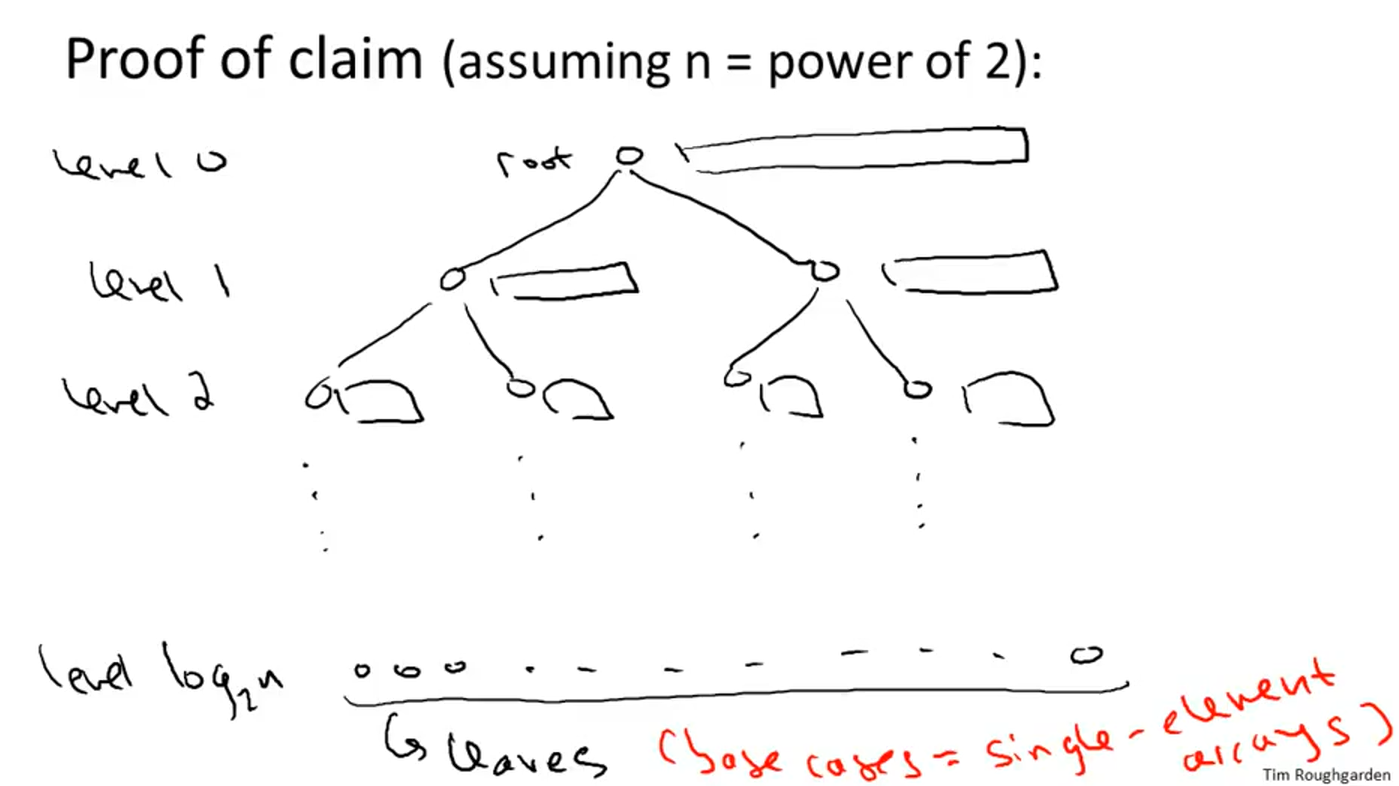 Proof of claim (assuming n = power of 2):
level 0 root
level 1
level 2
level log₂n
↳ leaves (base cases = single-element
arrays)
Tim Roughgarden